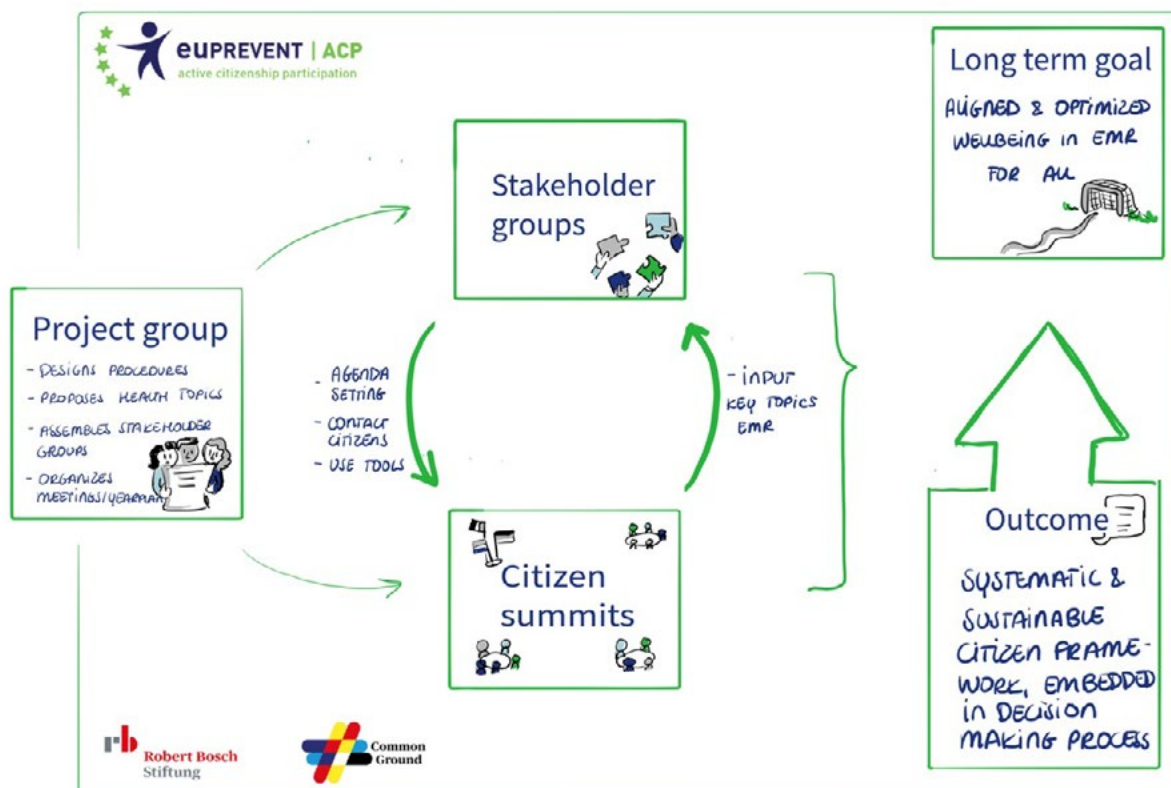 euPREVENT | ACP
active citizenship participation
Project group
- DESIGNS PROCEDURES
- PROPOSES HEALTH TOPICS
- ASSEMBLES STAKEHOLDER
GROUPS
- ORGANIZES
MEETINGS/YEARPLAN
Stakeholder
groups
- AGENDA
SETTING
- CONTACT
CITIZENS
- USE TOOLS
- INPUT
KEY TOPICS
EMR
Citizen
summits
Long term goal
ALIGNED & OPTIMIZED
WELLBEING in EMR
FOR ALL
Outcome
SYSTEMATIC &
SUSTAINABLE
CITIZEN FRAME-
WORK, EMBEDDED
in DECISION
MAKING PROCESS
rb
Robert Bosch
Stiftung
Common
Ground